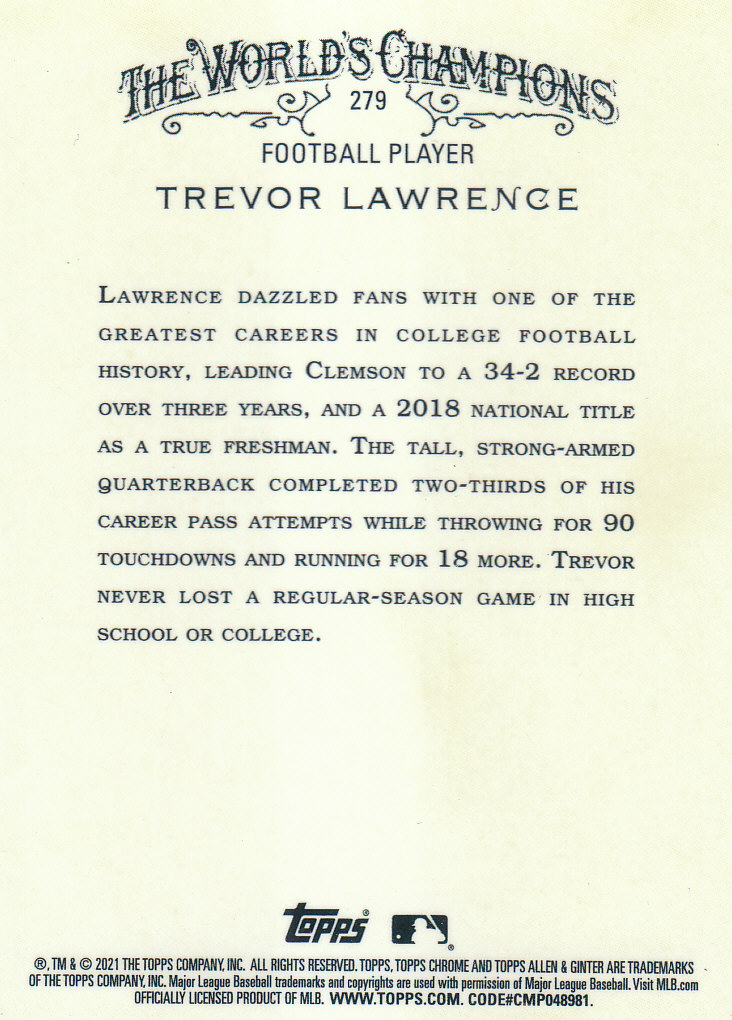 THE WORLD'S CHAMPIONS
279
FOOTBALL PLAYER
TREVOR LAWRENCE
LAWRENCE DAZZLED FANS WITH ONE OF THE
GREATEST CAREERS IN COLLEGE FOOTBALL
HISTORY, LEADING CLEMSON TO A 34-2 RECORD
OVER THREE YEARS, AND A 2018 NATIONAL TITLE
AS A TRUE FRESHMAN. THE TALL, STRONG-ARMED
QUARTERBACK COMPLETED TWO-THIRDS OF HIS
CAREER PASS ATTEMPTS WHILE THROWING FOR 90
TOUCHDOWNS AND RUNNING FOR 18 MORE. TREVOR
NEVER LOST A REGULAR-SEASON GAME IN HIGH
SCHOOL OR COLLEGE.
TOPPS® ®
®, TM & © 2021 THE TOPPS COMPANY, INC. ALL RIGHTS RESERVED. TOPPS, TOPPS CHROME AND TOPPS ALLEN & GINTER ARE TRADEMARKS
OF THE TOPPS COMPANY, INC. Major League Baseball trademarks and copyrights are used with permission of Major League Baseball. Visit MLB.com
OFFICIALLY LICENSED PRODUCT OF MLB. WWW.TOPPS.COM. CODE#CMP048981.